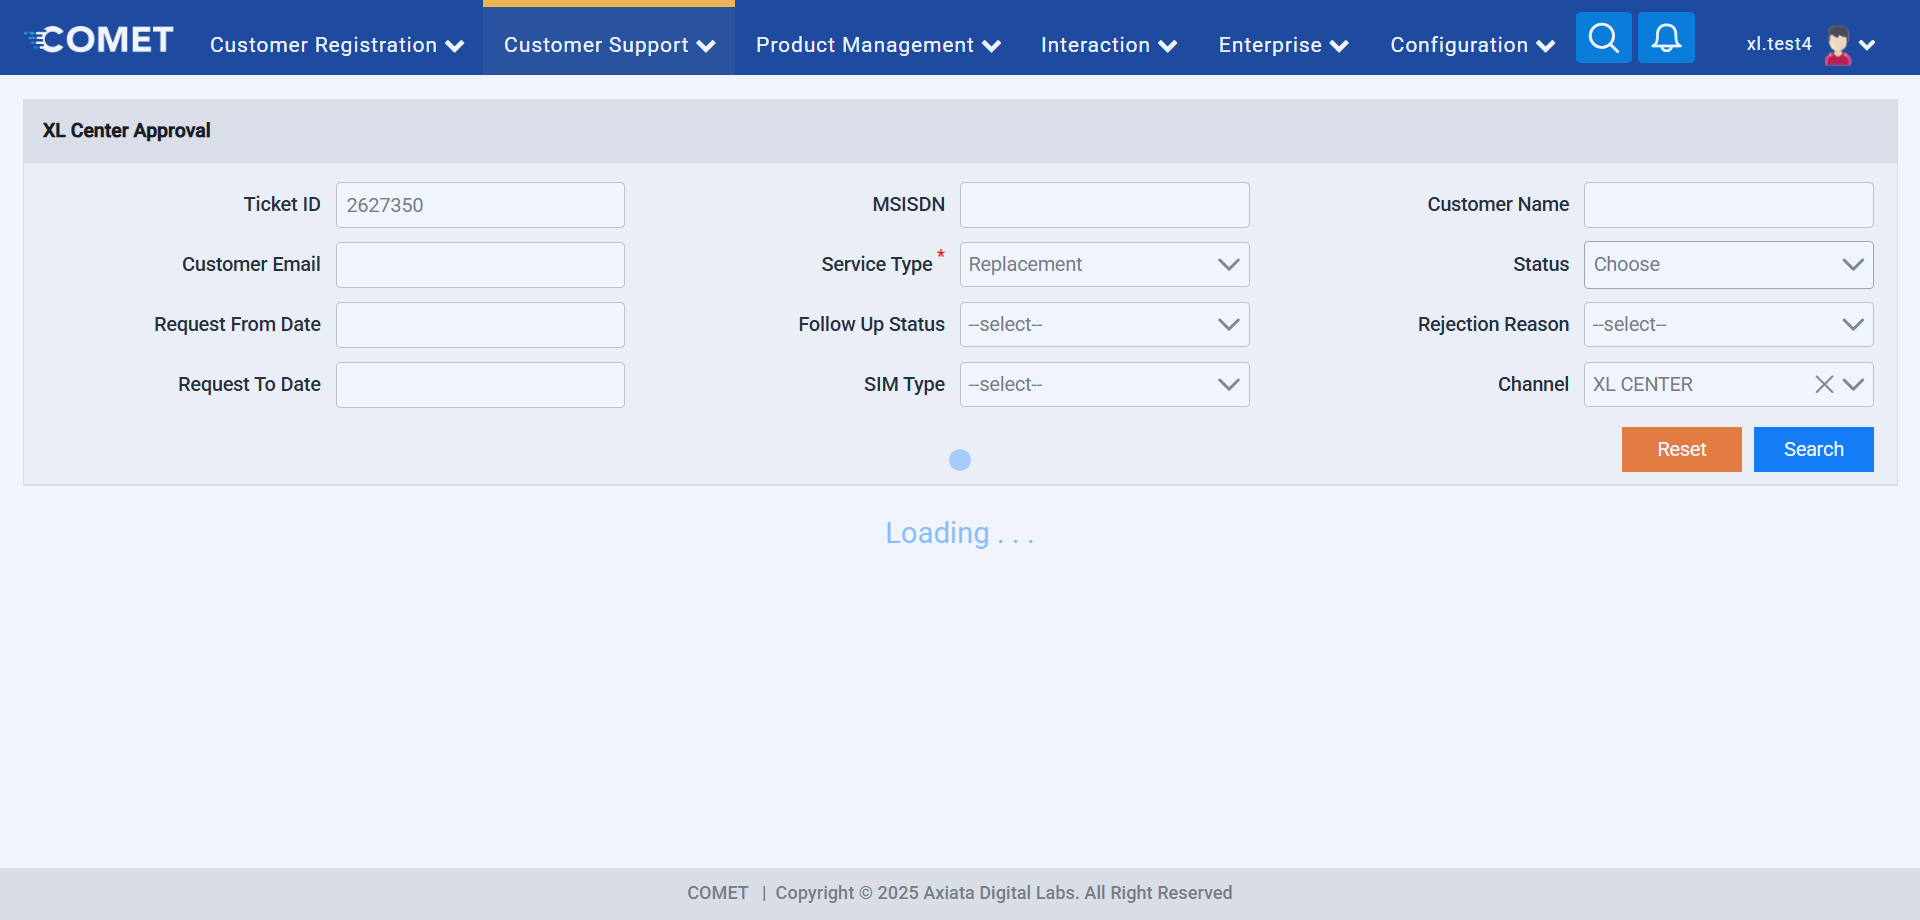 COMET
Customer Registration
Customer Support
Product Management
Interaction
Enterprise
Configuration
xl.test4
XL Center Approval
Ticket ID 2627350
MSISDN
Customer Name
Customer Email
Service Type * Replacement
Status Choose
Request From Date
Follow Up Status --select--
Rejection Reason --select--
Request To Date
SIM Type --select--
Channel XL CENTER
Reset
Search
Loading . . .
COMET | Copyright © 2025 Axiata Digital Labs. All Right Reserved